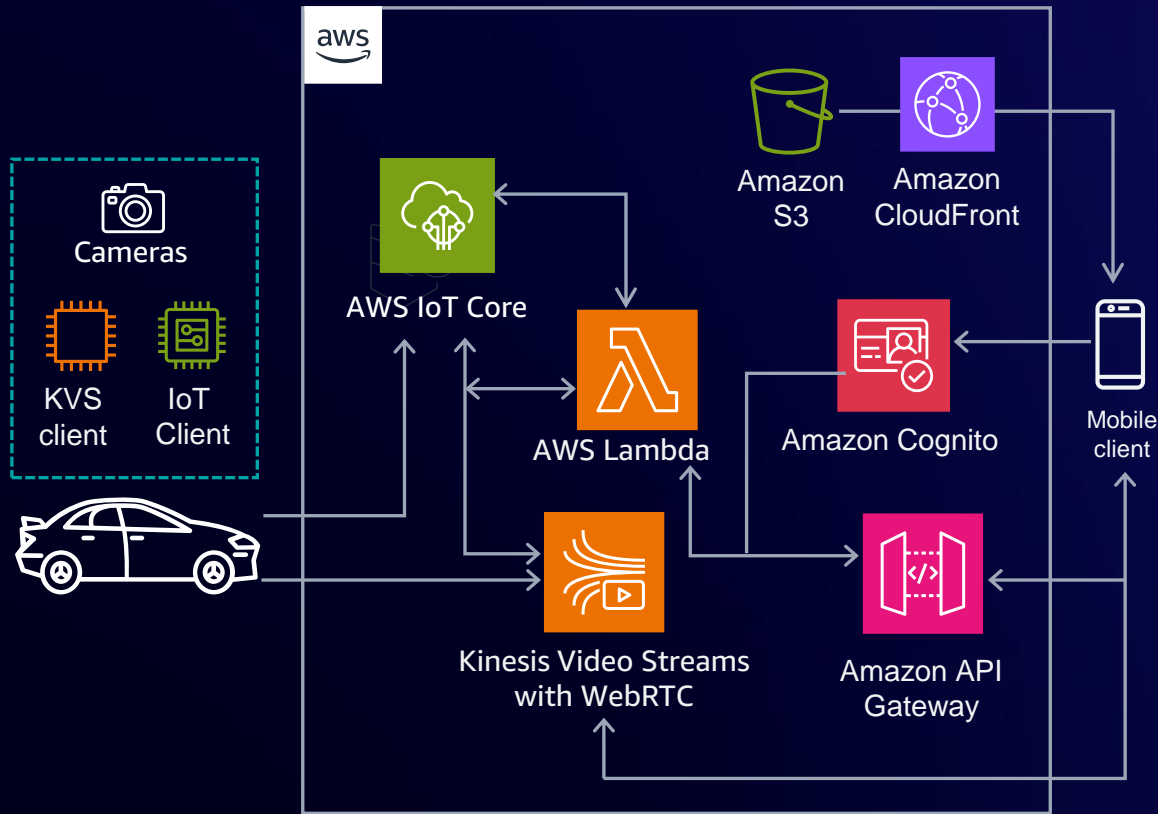 aws
Amazon
S3
Amazon
CloudFront
Cameras
KVS
client
IoT
Client
AWS IoT Core
AWS Lambda
Amazon Cognito
Mobile
client
</>
Kinesis Video Streams
with WebRTC
Amazon API
Gateway